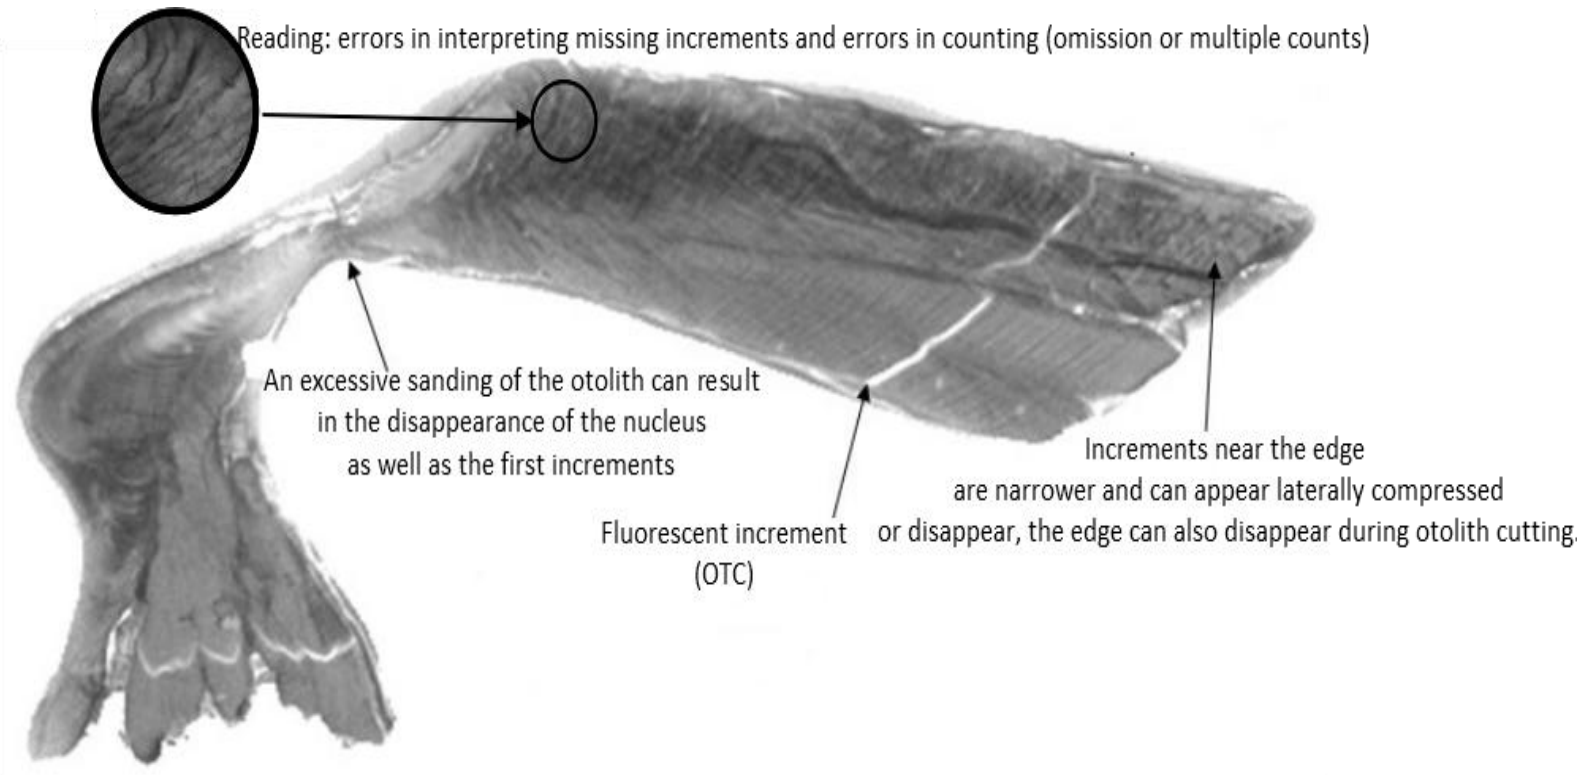 Reading: errors in interpreting missing increments and errors in counting (omission or multiple counts)
An excessive sanding of the otolith can result
in the disappearance of the nucleus
as well as the first increments
Fluorescent increment
(OTC)
Increments near the edge
are narrower and can appear laterally compressed
or disappear, the edge can also disappear during otolith cutting.